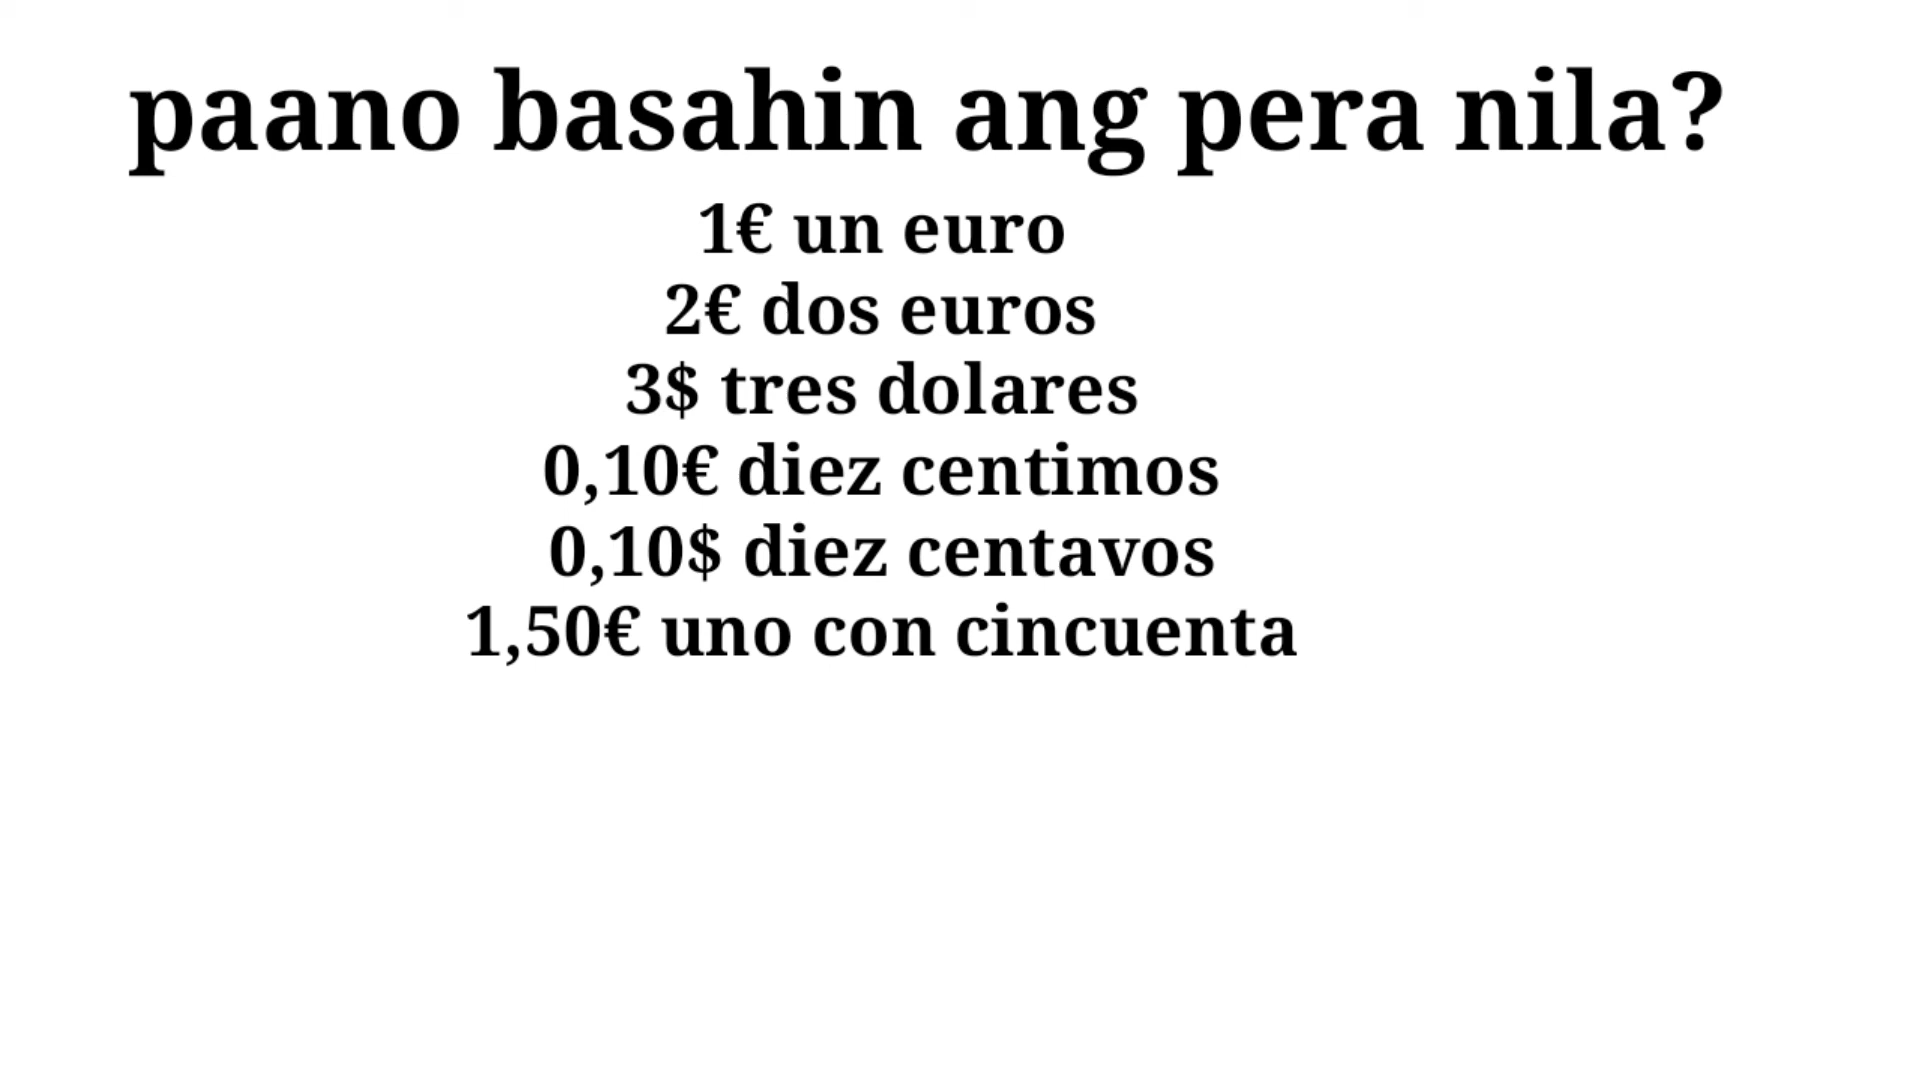 paano basahin ang pera nila?
1€ un euro
2€ dos euros
3$ tres dolares
0,10€ diez centimos
0,10$ diez centavos
1,50€ uno con cincuenta